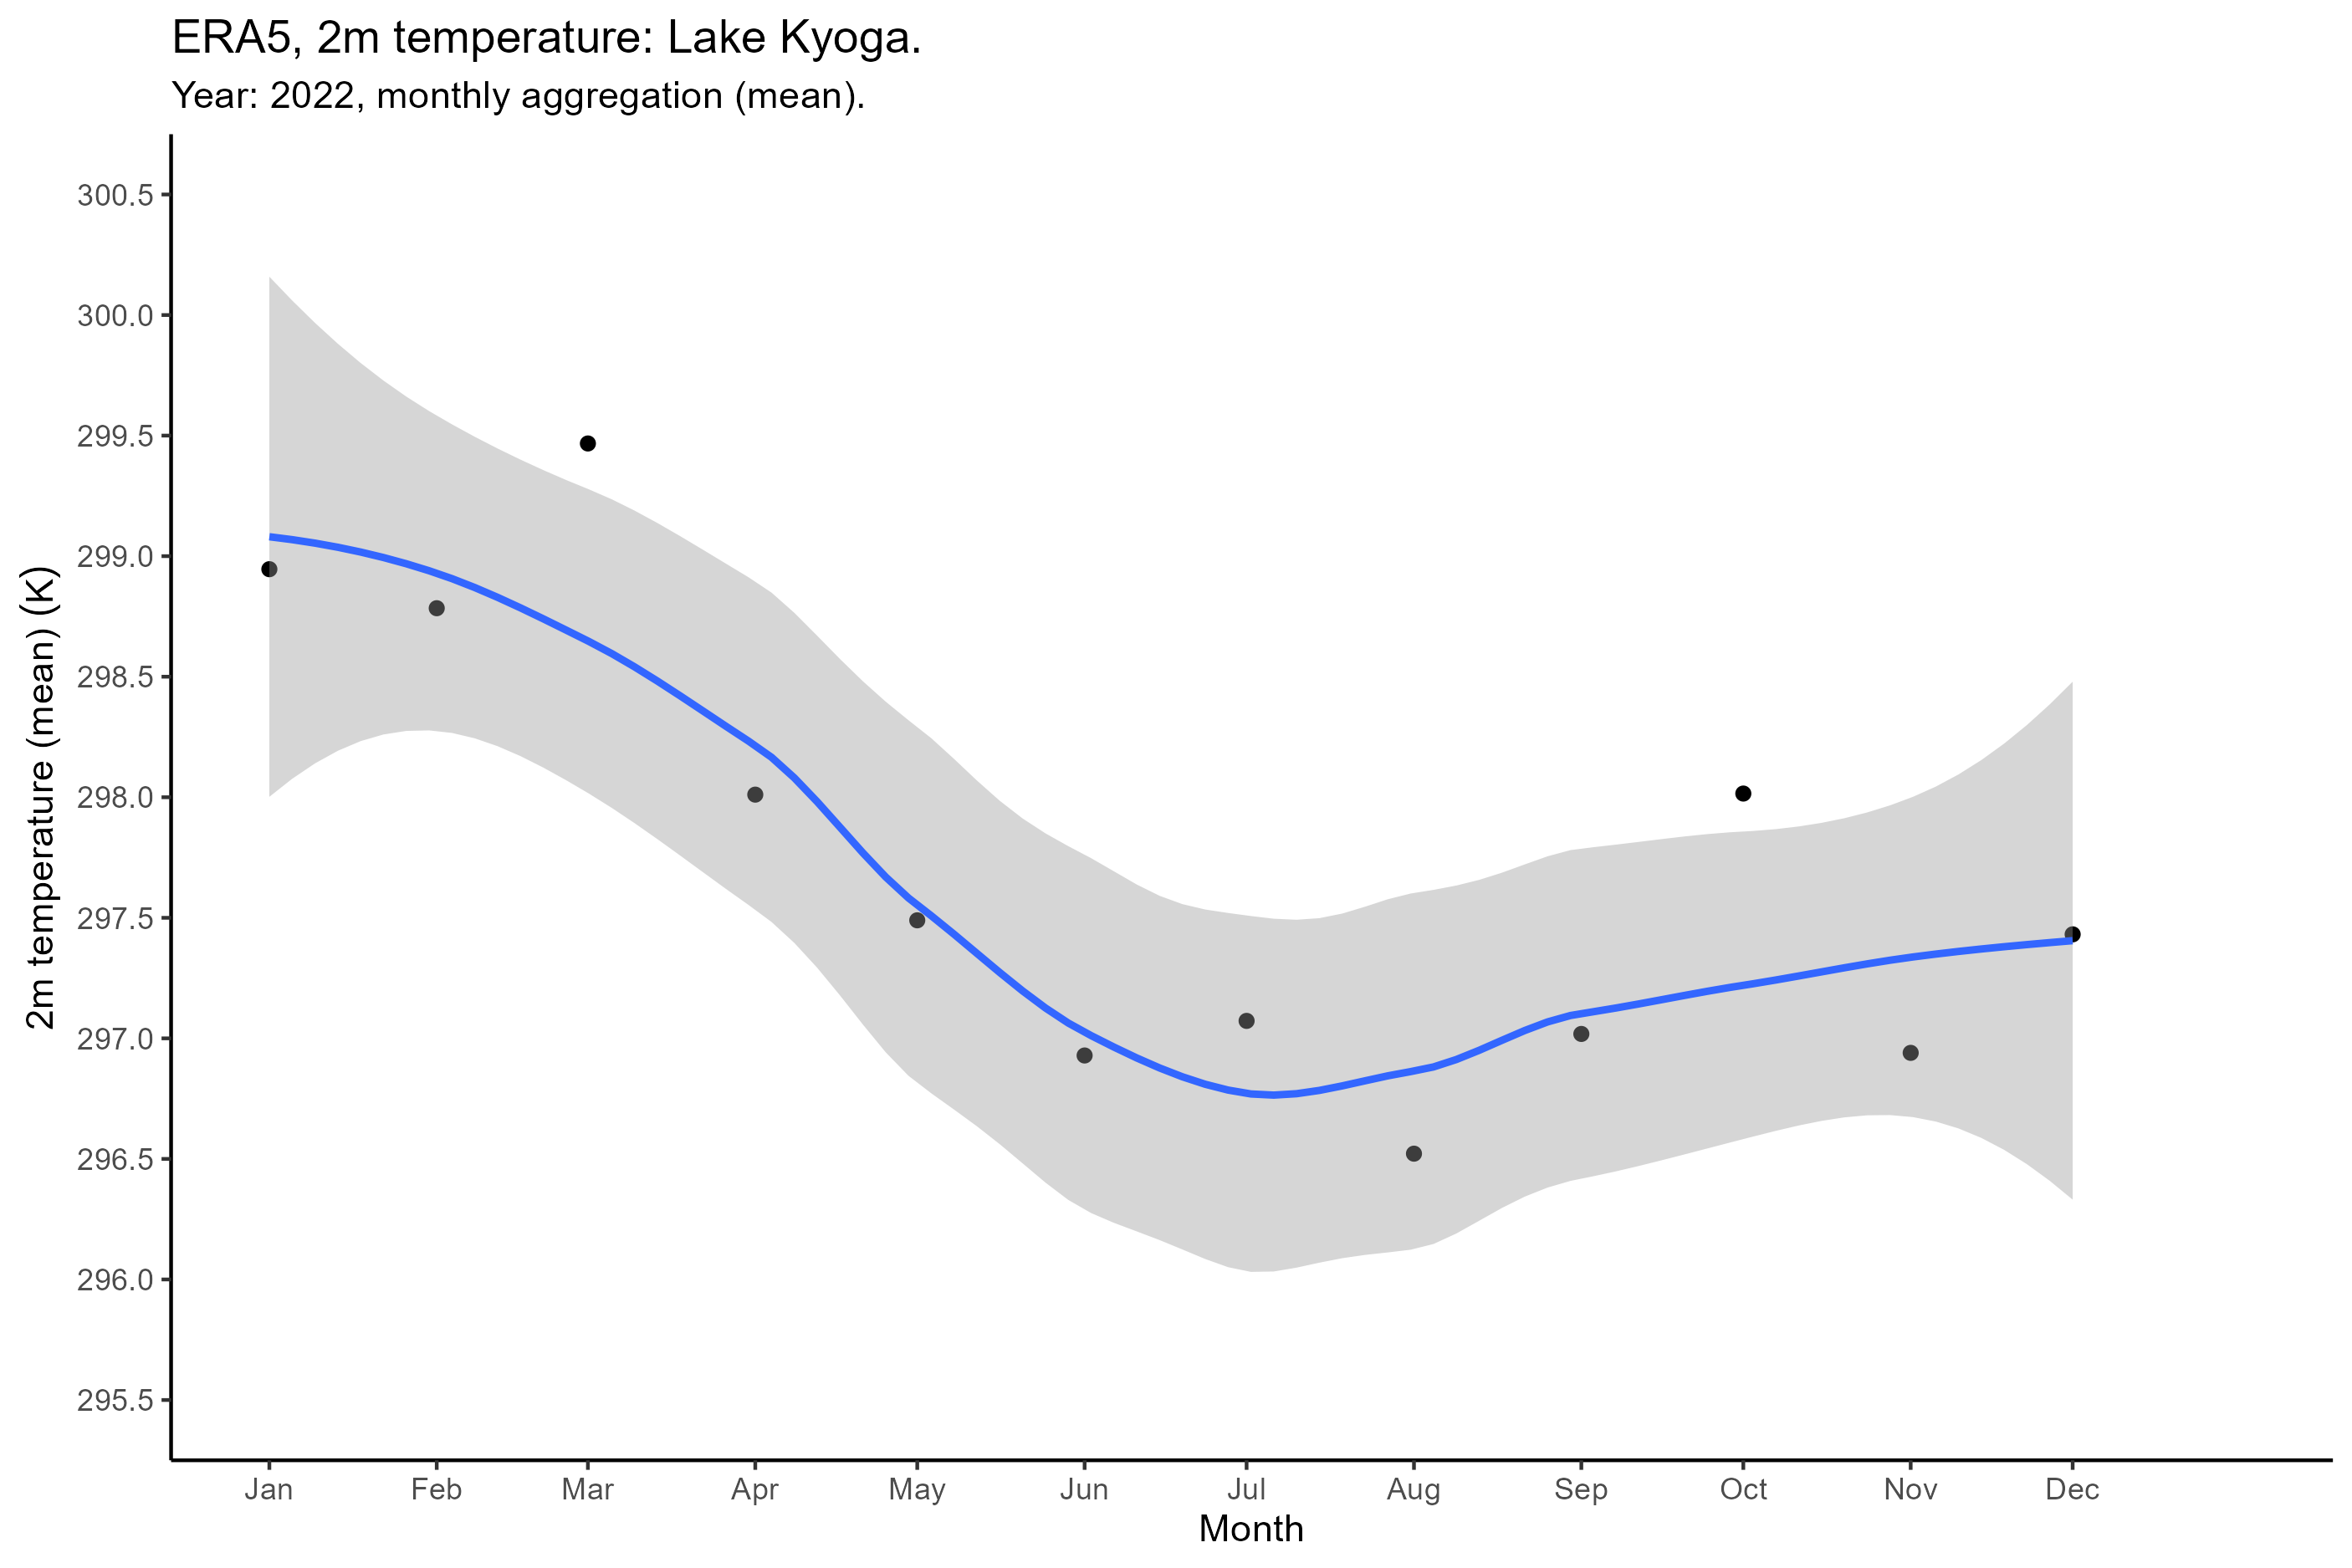 ERA5, 2m temperature: Lake Kyoga.
Year: 2022, monthly aggregation (mean).
2m temperature (mean) (K)
300.5
300.0
299.5
299.0
298.5
298.0
297.5
297.0
296.5
296.0
295.5
Jan Feb Mar Apr May Jun Jul Aug Sep Oct Nov Dec
Month